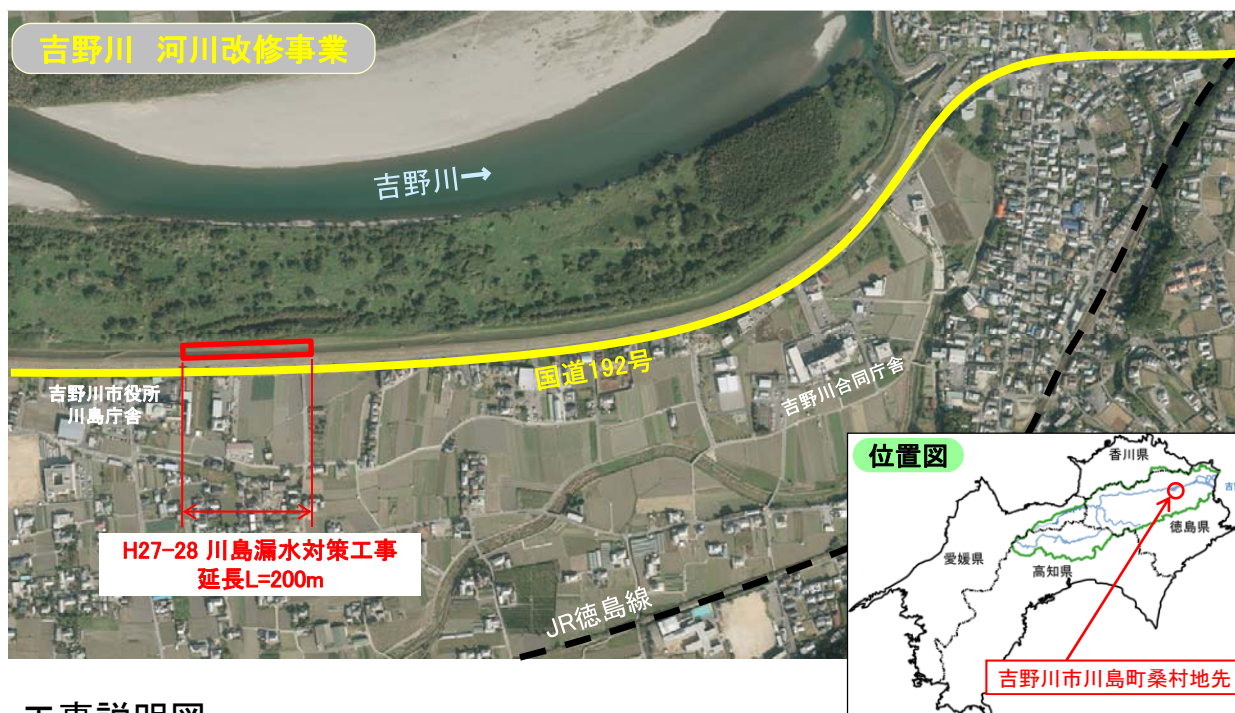 吉野川 河川改修事業
吉野川→
国道192号
吉野川市役所
川島庁舎
吉野川合同庁舎
H27-28 川島漏水対策工事
延長L=200m
JR徳島線
位置図
香川県
徳島県
愛媛県
高知県
吉野川市川島町桑村地先
工事説明図